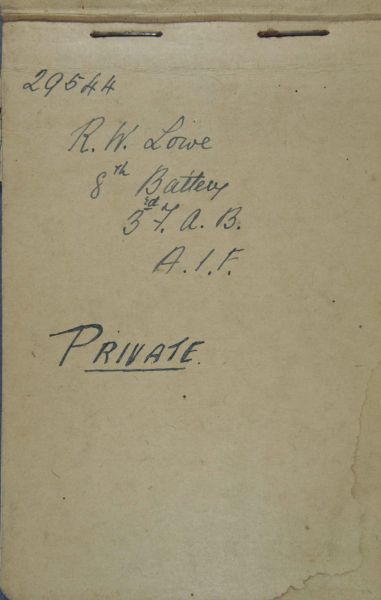 29544
R. W. Lowe
8th Battery
3rd F. A. B.
A. I. F.
PRIVATE.